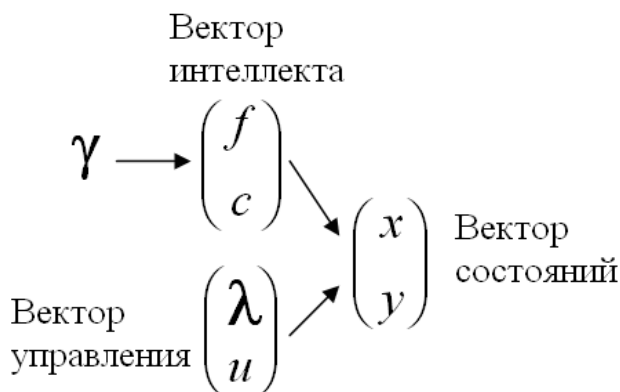 Вектор
интеллекта
γ
f
c
x
y
Вектор
состояний
Вектор
управления
λ
u